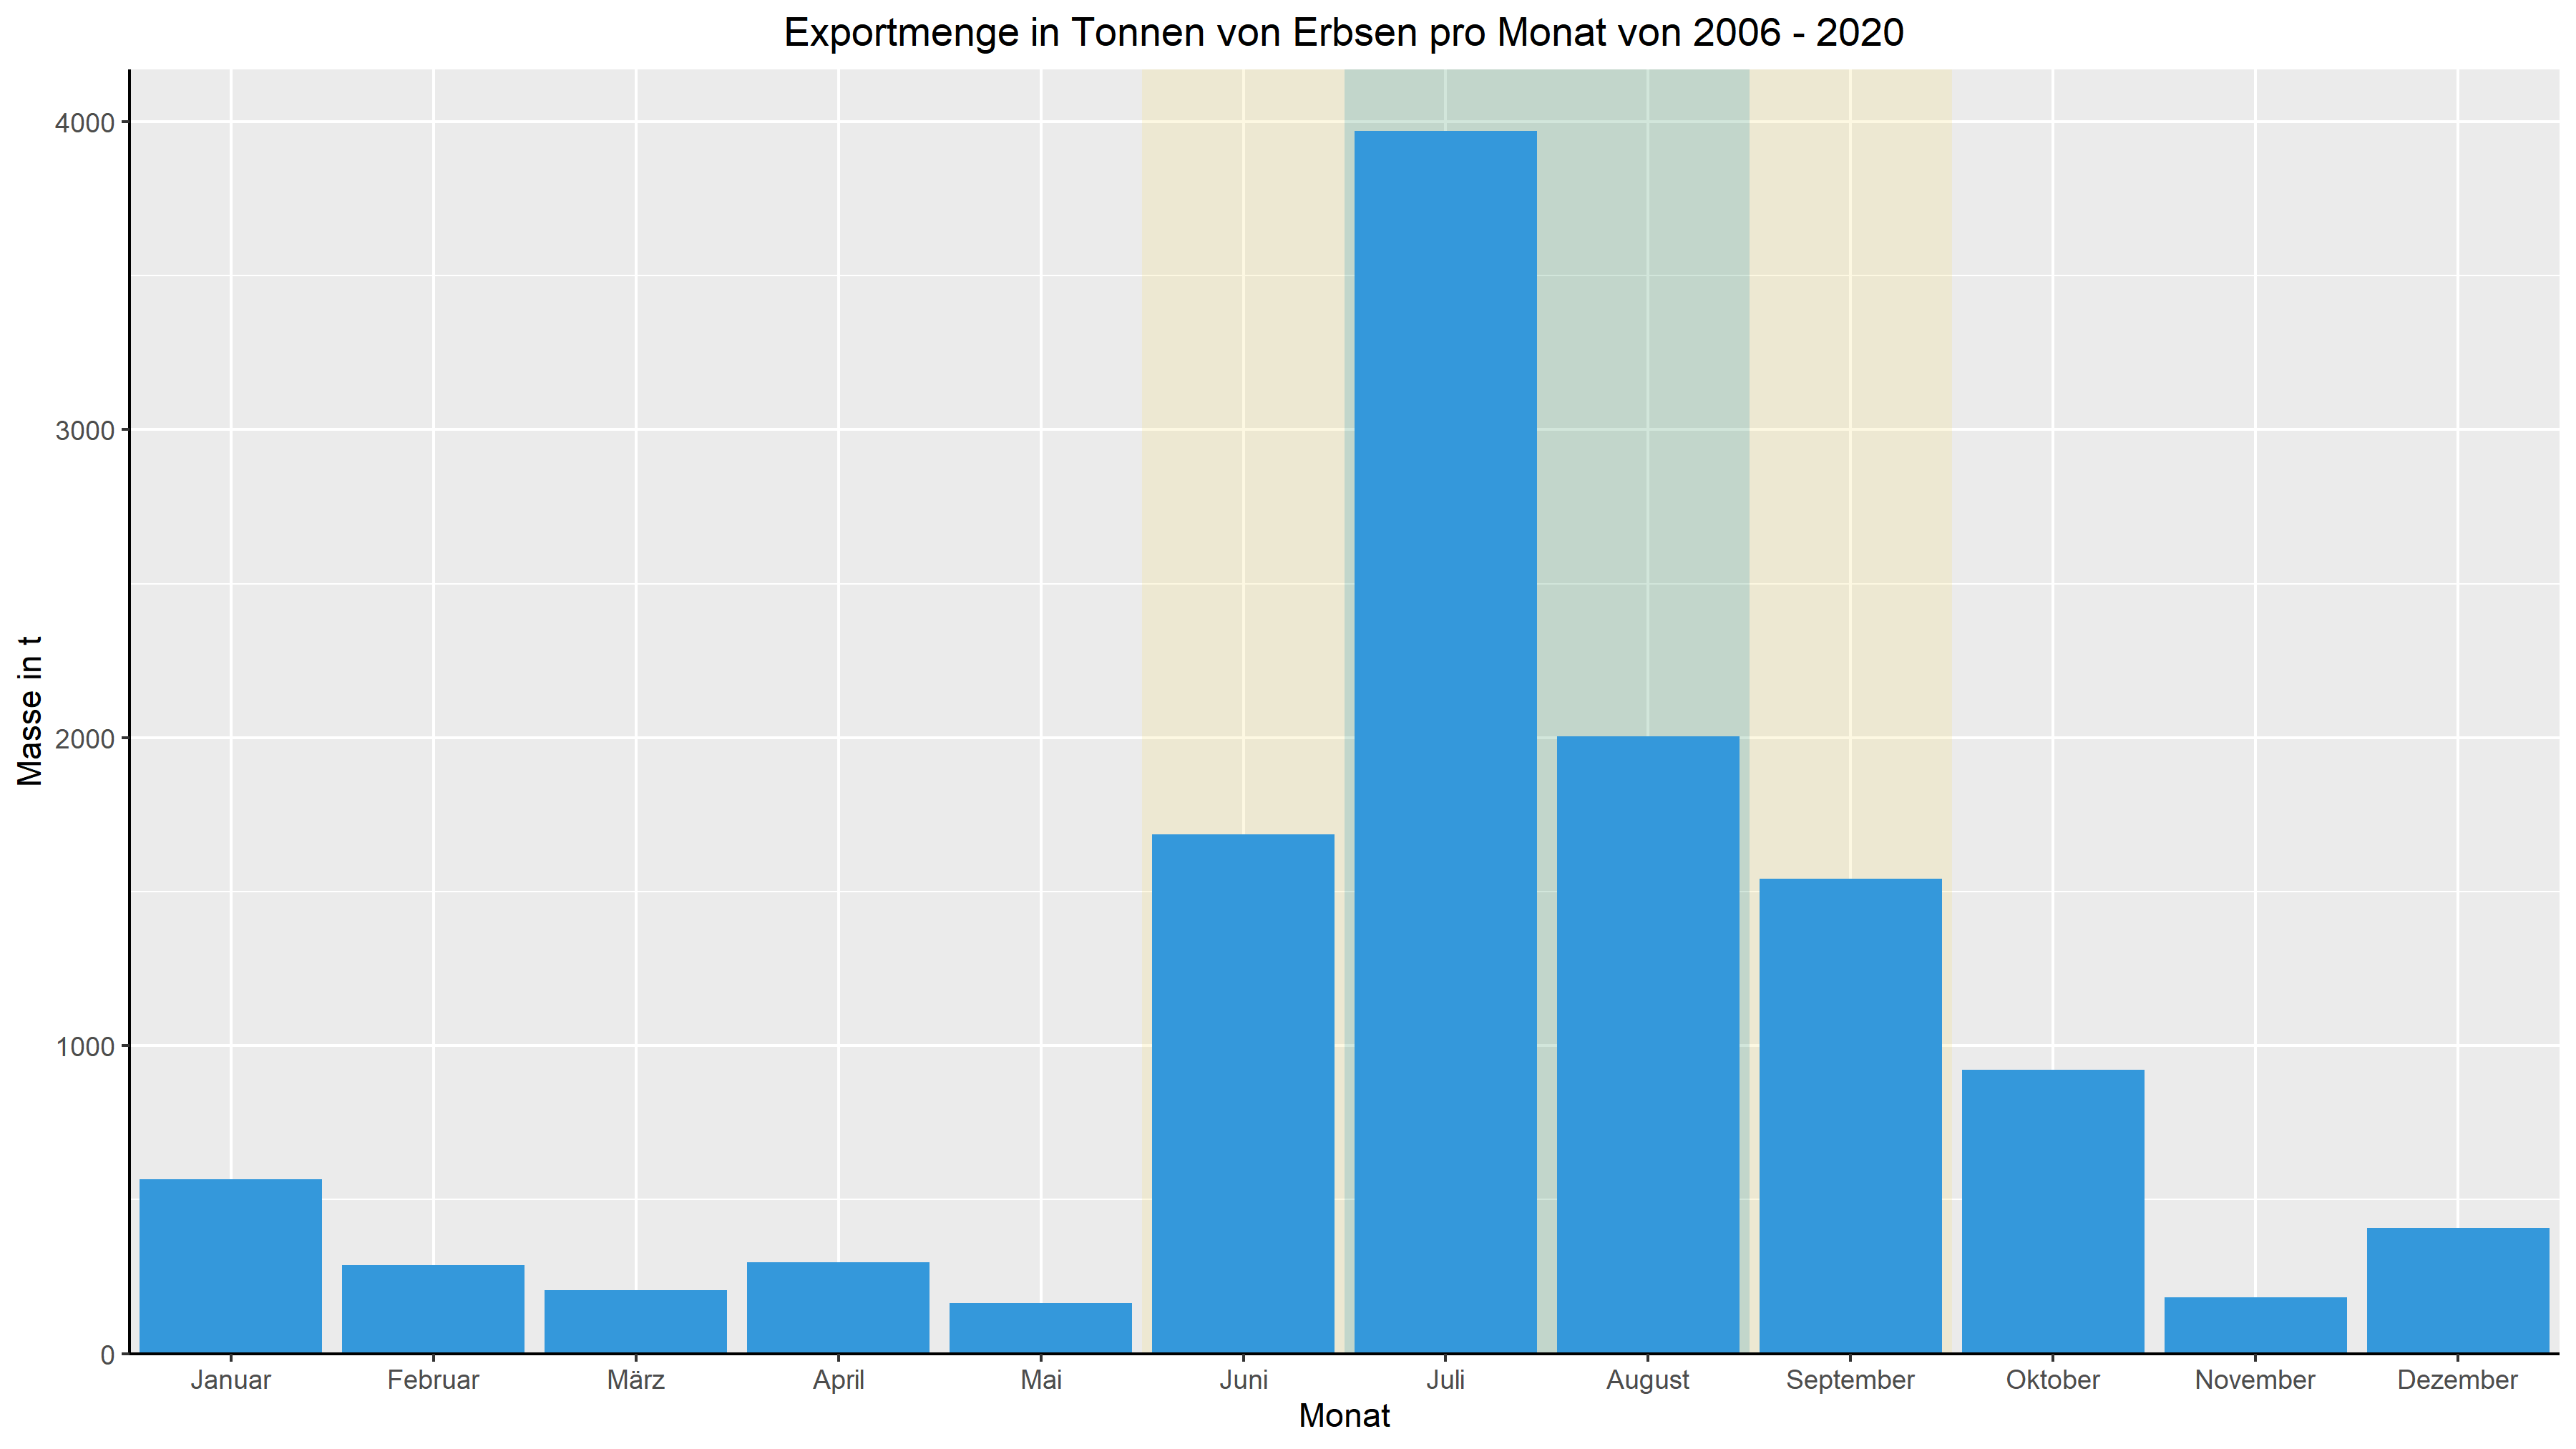 Exportmenge in Tonnen von Erbsen pro Monat von 2006 - 2020
4000
3000
2000
1000
0
Masse in t
Januar Februar März April Mai Juni Juli August September Oktober November Dezember
Monat